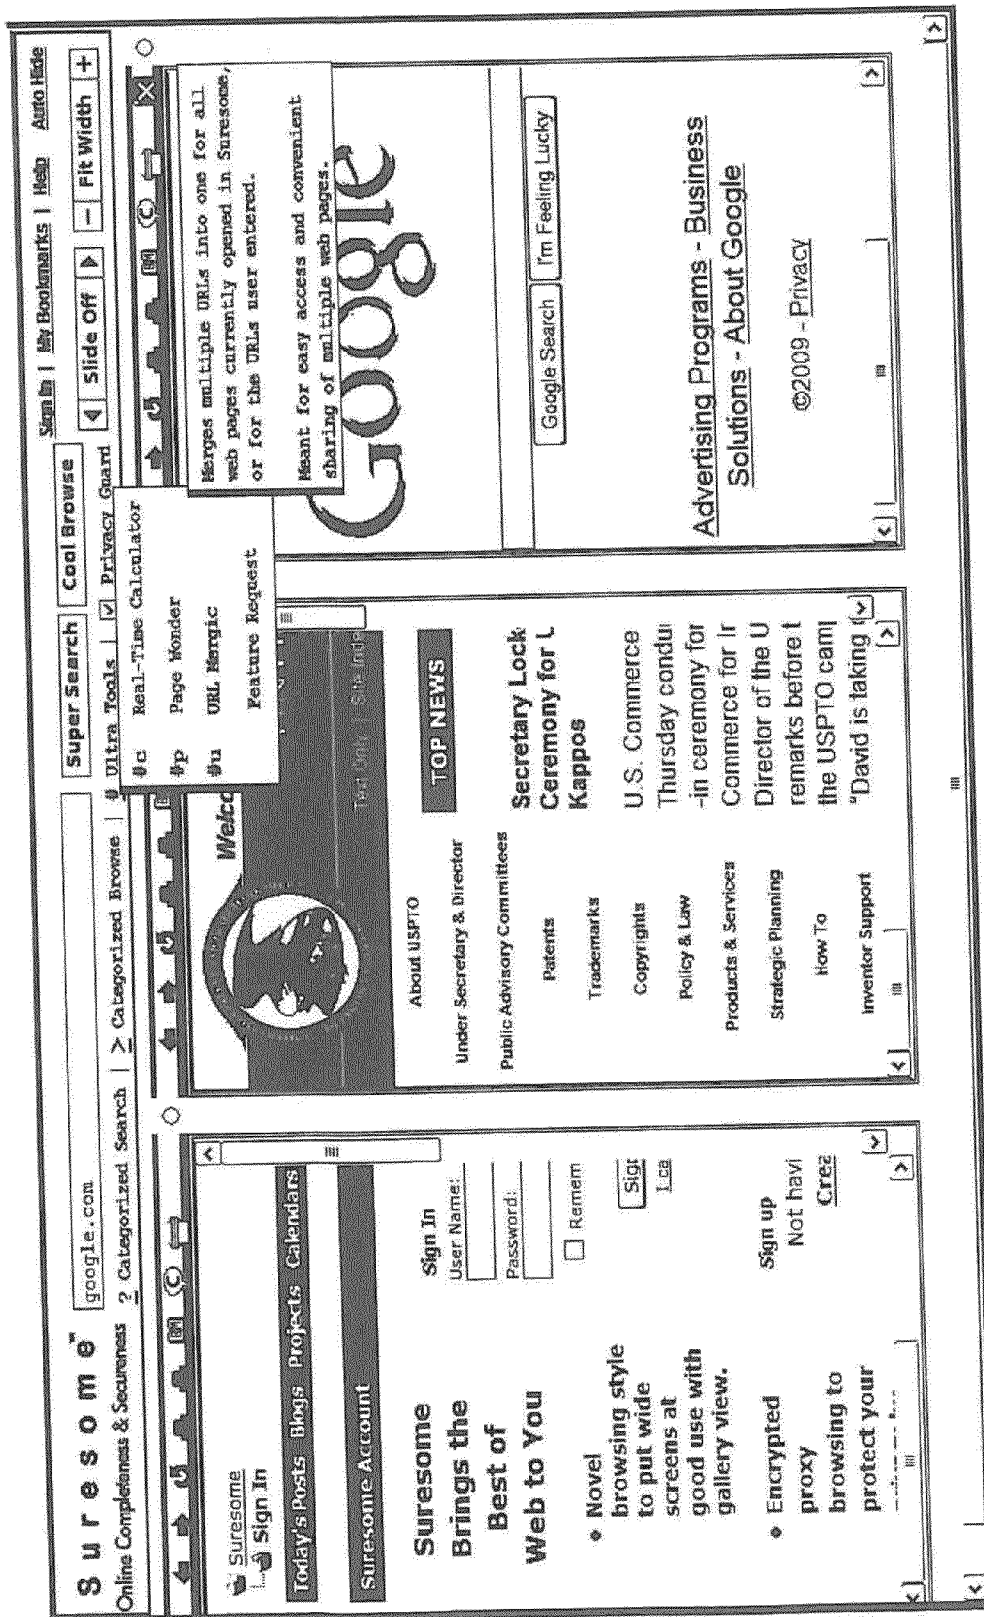 Suresome™
google.com
Super Search
Cool Browse
Sign In | My Bookmarks | Help
Auto Hide
Online Completeness & Secureness
? Categorized Search | > Categorized Browse | # Ultra Tools | Privacy Guard
Slide Off
− Fit Width +
#c Real-Time Calculator
#p Page Wonder
#u URL Mergic
Feature Request
Merges multiple URLs into one for all
web pages currently opened in Suresome,
or for the URLs user entered.
Meant for easy access and convenient
sharing of multiple web pages.
Suresome
Sign In
Today's Posts Blogs Projects Calendars
Suresome Account
Suresome
Brings the
Best of
Web to You
• Novel
browsing style
to put wide
screens at
good use with
gallery view.
• Encrypted
proxy
browsing to
protect your
Sign In
User Name:
Password:
Remem
Sign
I ca
Sign up
Not havi
Crea
Welco
About USPTO
Under Secretary & Director
Public Advisory Committees
Patents
Trademarks
Copyrights
Policy & Law
Products & Services
Strategic Planning
How To
Inventor Support
TOP NEWS
Secretary Lock
Ceremony for U
Kappos
U.S. Commerce
Thursday condu
-in ceremony for
Commerce for In
Director of the U
remarks before t
the USPTO camp
"David is taking
Google
Google Search
I'm Feeling Lucky
Advertising Programs - Business
Solutions - About Google
©2009 - Privacy